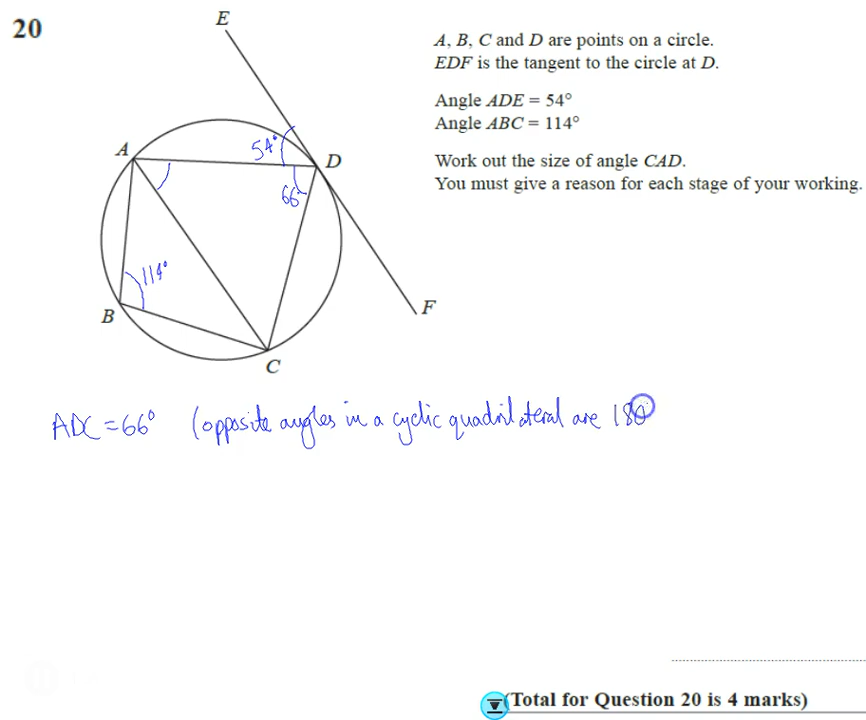 20
E
A, B, C and D are points on a circle.
EDF is the tangent to the circle at D.
Angle ADE = 54°
Angle ABC = 114°
Work out the size of angle CAD.
You must give a reason for each stage of your working.
A
54°
D
66°
114°
B
F
C
ADC = 66° (opposite angles in a cyclic quadrilateral are 180°
(Total for Question 20 is 4 marks)